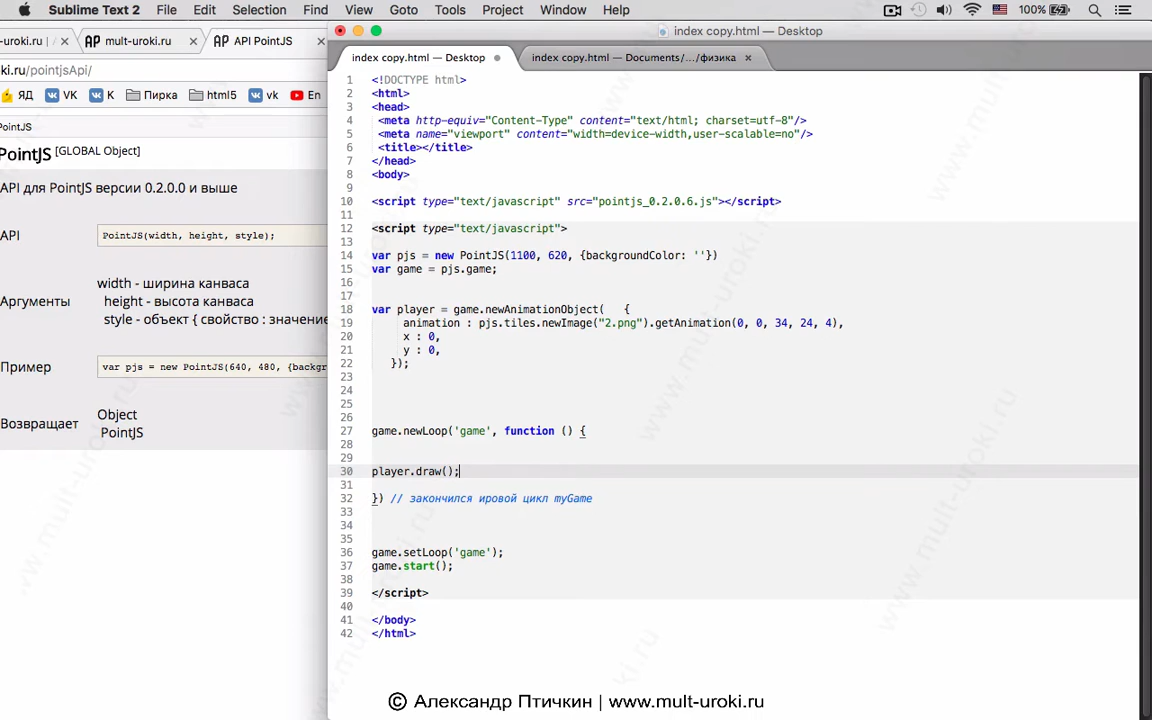 Sublime Text 2 File Edit Selection Find View Goto Tools Project Window Help 100%
-uroki.ru | mult-uroki.ru API PointJS
index copy.html — Desktop
ki.ru/pointjsApi/
index copy.html — Desktop index copy.html — Documents/.../физика
ЯД VK К Пирка html5 vk En
PointJS
PointJS [GLOBAL Object]
API для PointJS версии 0.2.0.0 и выше
API PointJS(width, height, style);
Аргументы
width - ширина канваса
height - высота канваса
style - объект { свойство : значение
Пример var pjs = new PointJS(640, 480, {backgr
Возвращает
Object
PointJS
1 <!DOCTYPE html>
2 <html>
3 <head>
4 <meta http-equiv="Content-Type" content="text/html; charset=utf-8"/>
5 <meta name="viewport" content="width=device-width,user-scalable=no"/>
6 <title></title>
7 </head>
8 <body>
9
10 <script type="text/javascript" src="pointjs_0.2.0.6.js"></script>
11
12 <script type="text/javascript">
13
14 var pjs = new PointJS(1100, 620, {backgroundColor: ''})
15 var game = pjs.game;
16
17
18 var player = game.newAnimationObject( {
19 animation : pjs.tiles.newImage("2.png").getAnimation(0, 0, 34, 24, 4),
20 x : 0,
21 y : 0,
22 });
23
24
25
26
27 game.newLoop('game', function () {
28
29
30 player.draw();
31
32 }) // закончился ировой цикл myGame
33
34
35
36 game.setLoop('game');
37 game.start();
38
39 </script>
40
41 </body>
42 </html>
© Александр Птичкин | www.mult-uroki.ru